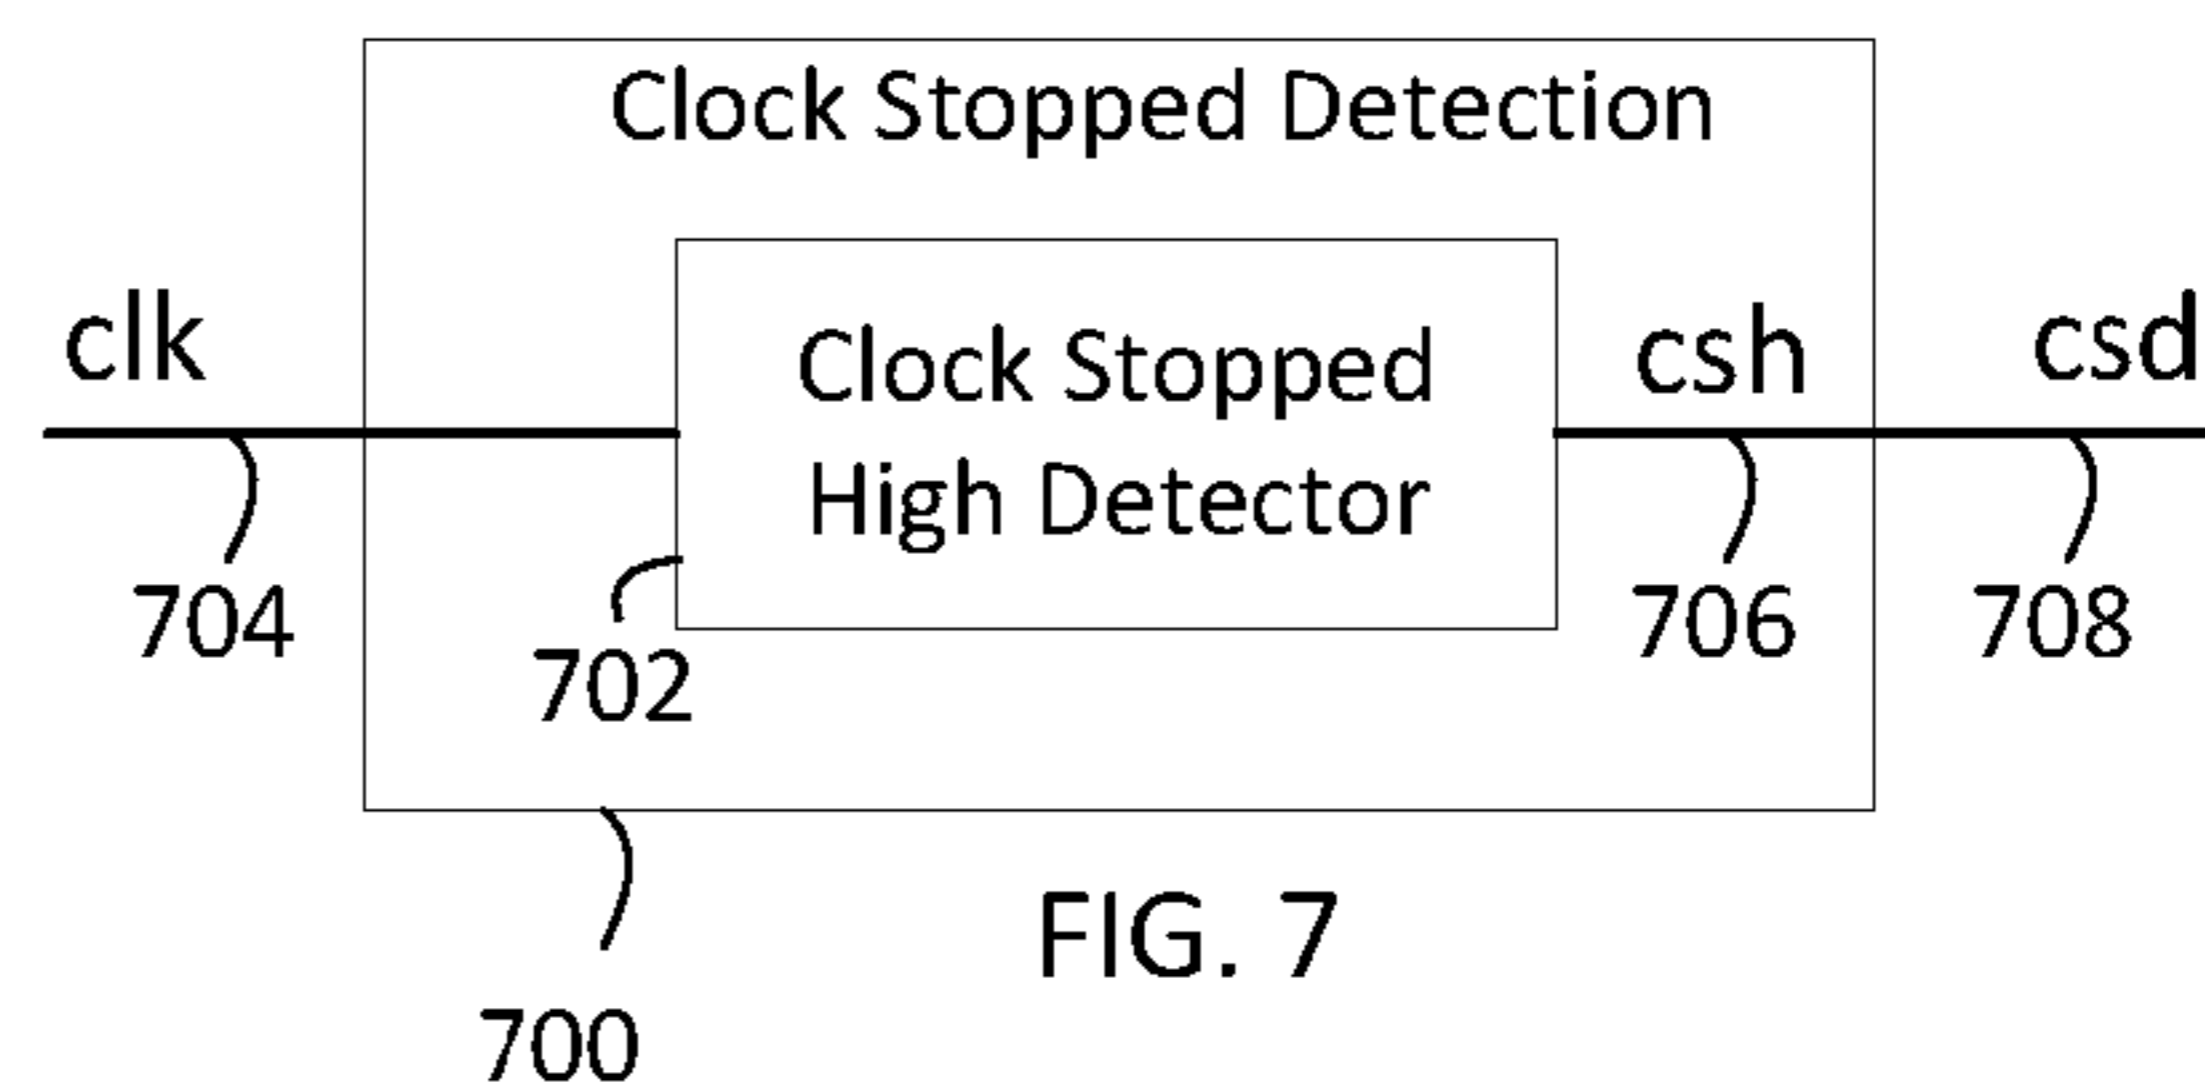 Clock Stopped Detection
clk
Clock Stopped
High Detector
csh
csd
704
702
706
708
700
FIG. 7